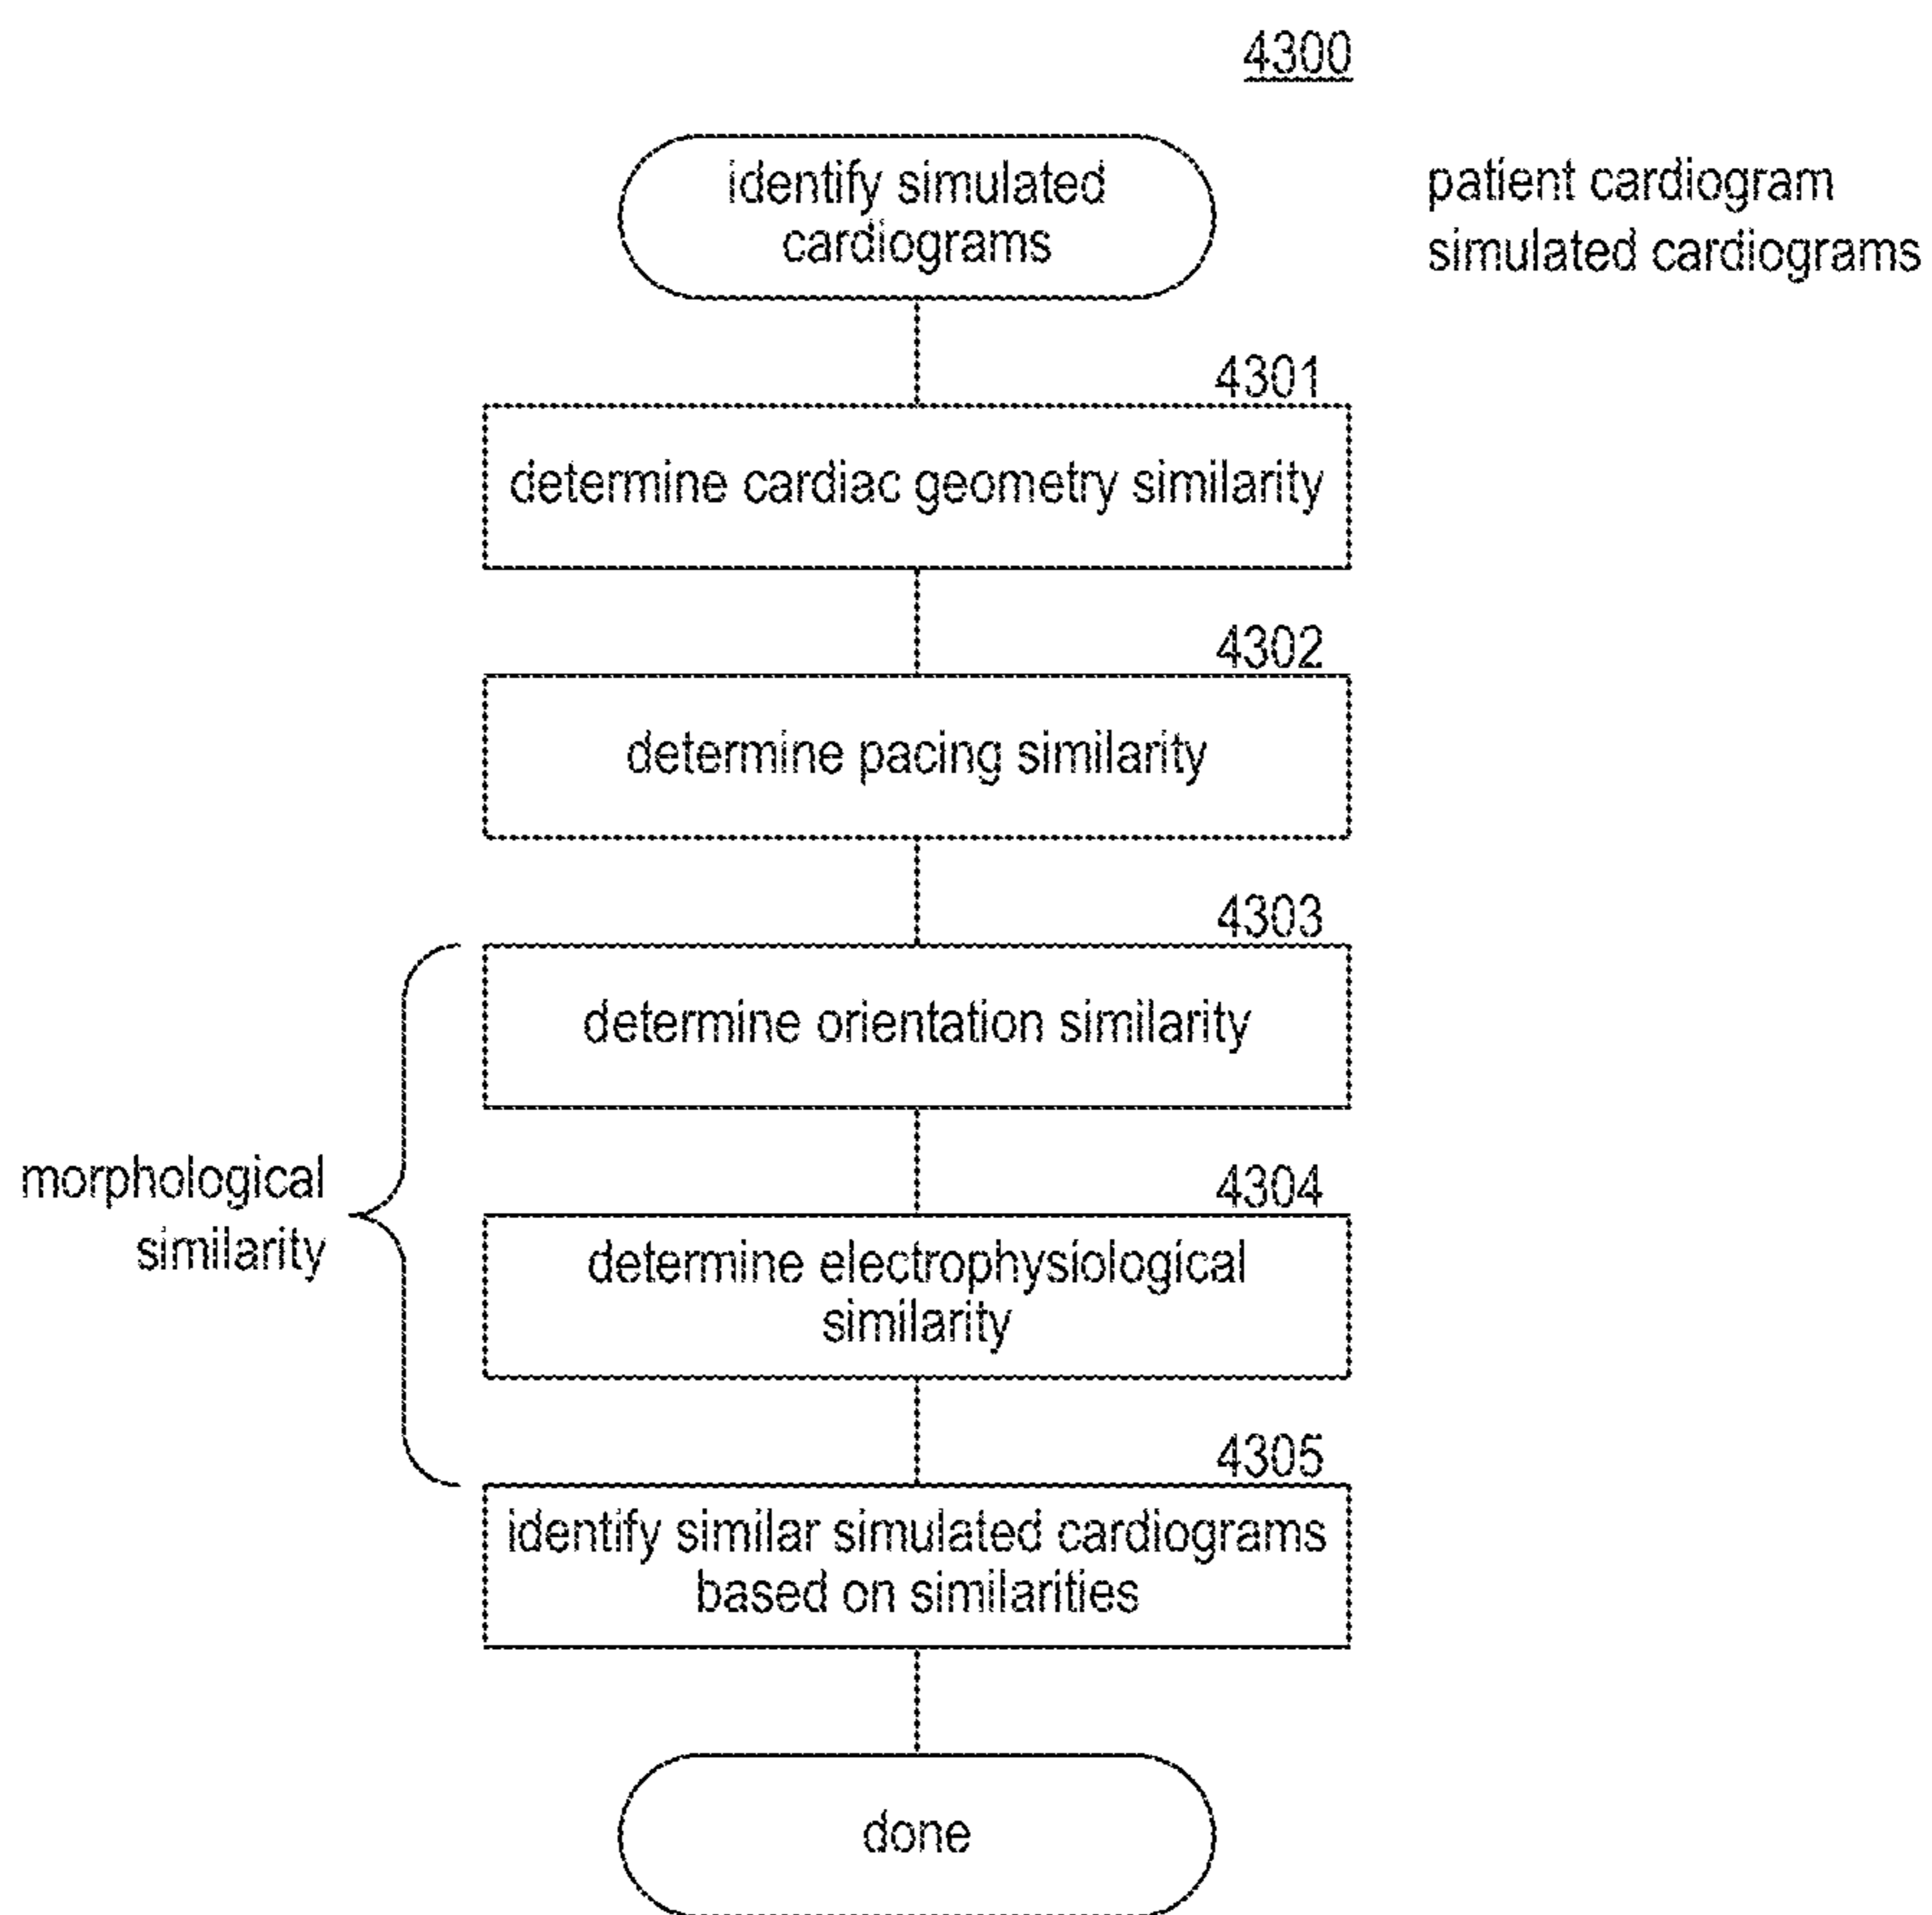 4300
identify simulated
cardiograms
patient cardiogram
simulated cardiograms
4301
determine cardiac geometry similarity
4302
determine pacing similarity
4303
determine orientation similarity
morphological
similarity
4304
determine electrophysiological
similarity
4305
identify similar simulated cardiograms
based on similarities
done